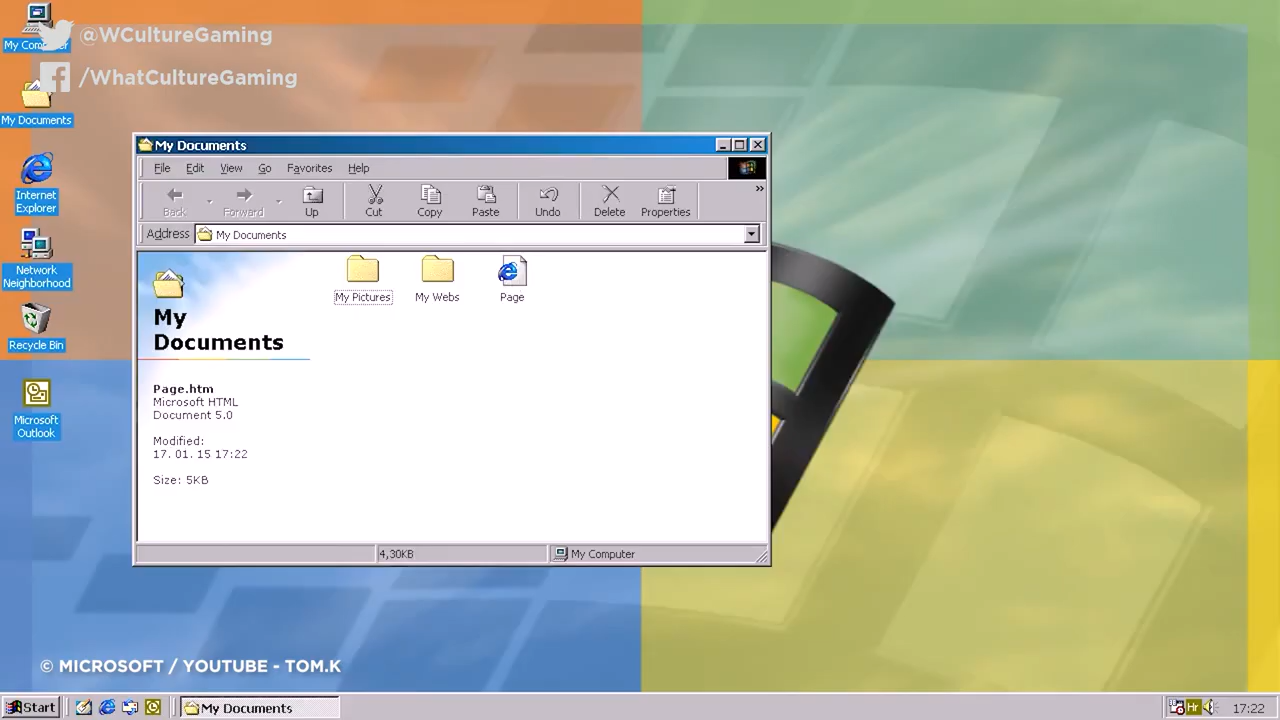 My Computer
@WCultureGaming
/WhatCultureGaming
My Documents
Internet
Explorer
Network
Neighborhood
Recycle Bin
Microsoft
Outlook
My Documents
File Edit View Go Favorites Help
Back Forward Up Cut Copy Paste Undo Delete Properties »
Address My Documents
My
Documents
Page.htm
Microsoft HTML
Document 5.0
Modified:
17. 01. 15 17:22
Size: 5KB
My Pictures My Webs Page
4,30KB My Computer
© MICROSOFT / YOUTUBE - TOM.K
Start My Documents Hr 17:22